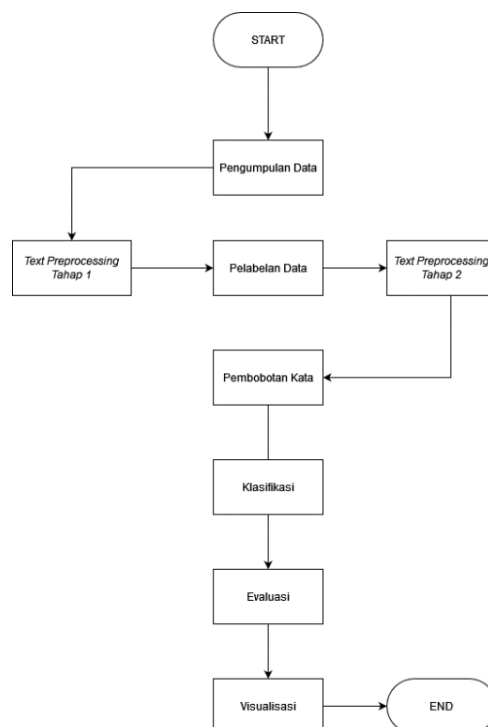 START
Pengumpulan Data
Text Preprocessing
Tahap 1
Pelabelan Data
Text Preprocessing
Tahap 2
Pembobotan Kata
Klasifikasi
Evaluasi
Visualisasi
END